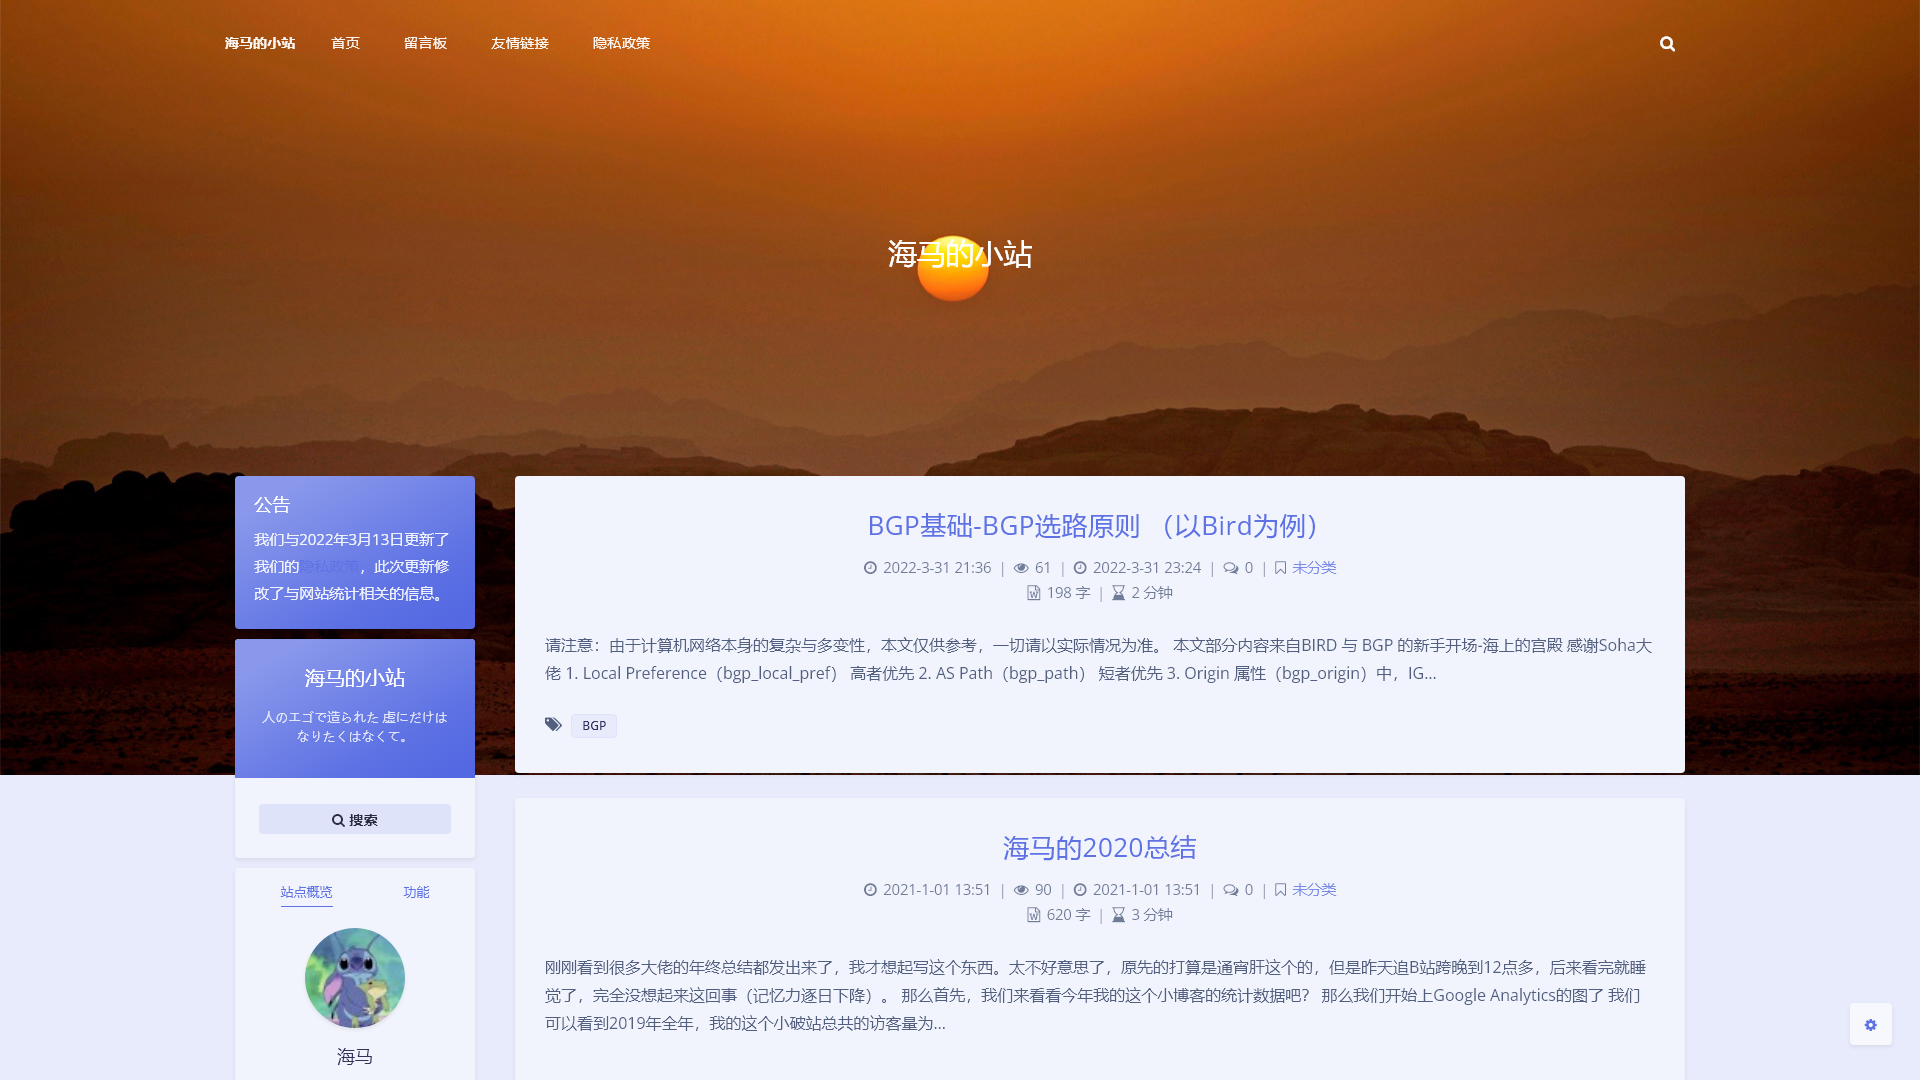 海马的小站 首页 留言板 友情链接 隐私政策
海马的小站
公告
我们与2022年3月13日更新了
我们的隐私政策，此次更新修
改了与网站统计相关的信息。
海马的小站
人のエゴで造られた 虚にだけは
なりたくはなくて。
搜索
站点概览 功能
海马
BGP基础-BGP选路原则 （以Bird为例）
2022-3-31 21:36 | 61 | 2022-3-31 23:24 | 0 | 未分类
198 字 | 2 分钟
请注意：由于计算机网络本身的复杂与多变性，本文仅供参考，一切请以实际情况为准。 本文部分内容来自BIRD 与 BGP 的新手开场-海上的宫殿 感谢Soha大
佬 1. Local Preference（bgp_local_pref） 高者优先 2. AS Path（bgp_path） 短者优先 3. Origin 属性（bgp_origin）中，IG...
BGP
海马的2020总结
2021-1-01 13:51 | 90 | 2021-1-01 13:51 | 0 | 未分类
620 字 | 3 分钟
刚刚看到很多大佬的年终总结都发出来了，我才想起写这个东西。太不好意思了，原先的打算是通宵肝这个的，但是昨天追B站跨晚到12点多，后来看完就睡
觉了，完全没想起来这回事（记忆力逐日下降）。 那么首先，我们来看看今年我的这个小博客的统计数据吧？ 那么我们开始上Google Analytics的图了 我们
可以看到2019年全年，我的这个小破站总共的访客量为...